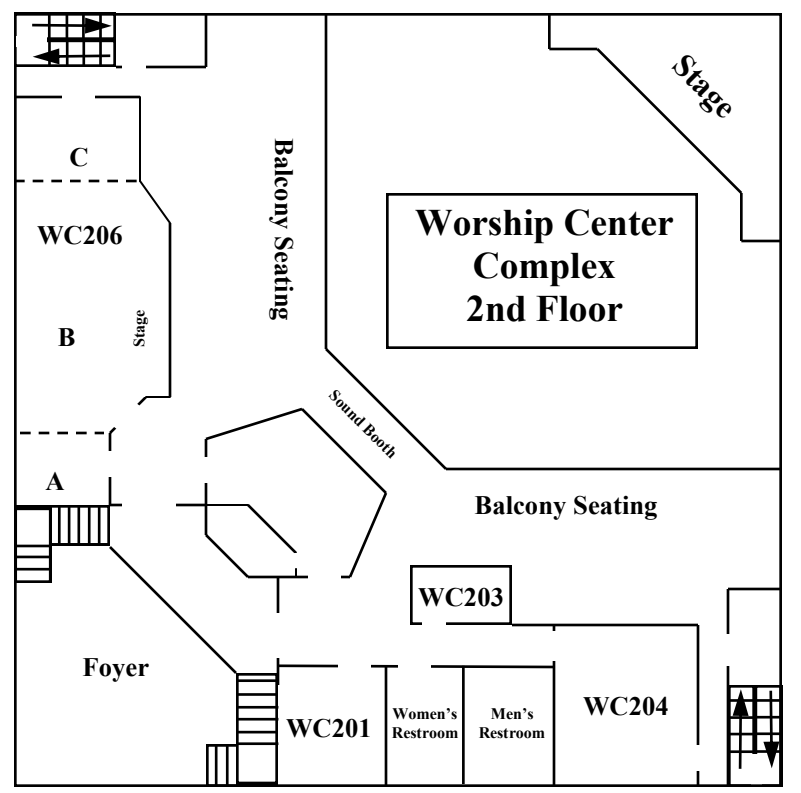 Stage
Balcony Seating
C
WC206
Worship Center
Complex
2nd Floor
B
Stage
Sound Booth
A
Balcony Seating
WC203
Foyer
WC201
Women's
Restroom
Men's
Restroom
WC204